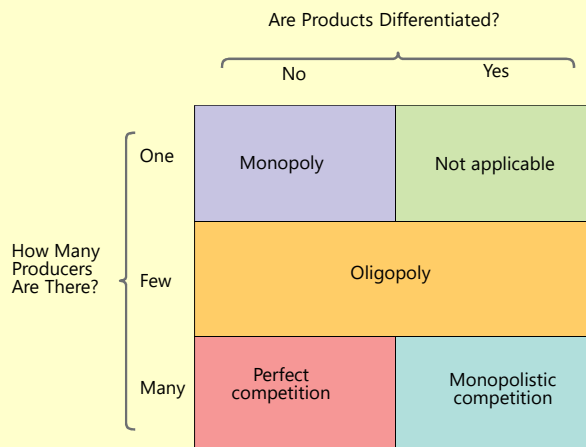 Are Products Differentiated?
No
Yes
One
Monopoly
Not applicable
How Many
Producers
Are There?
Few
Oligopoly
Many
Perfect
competition
Monopolistic
competition